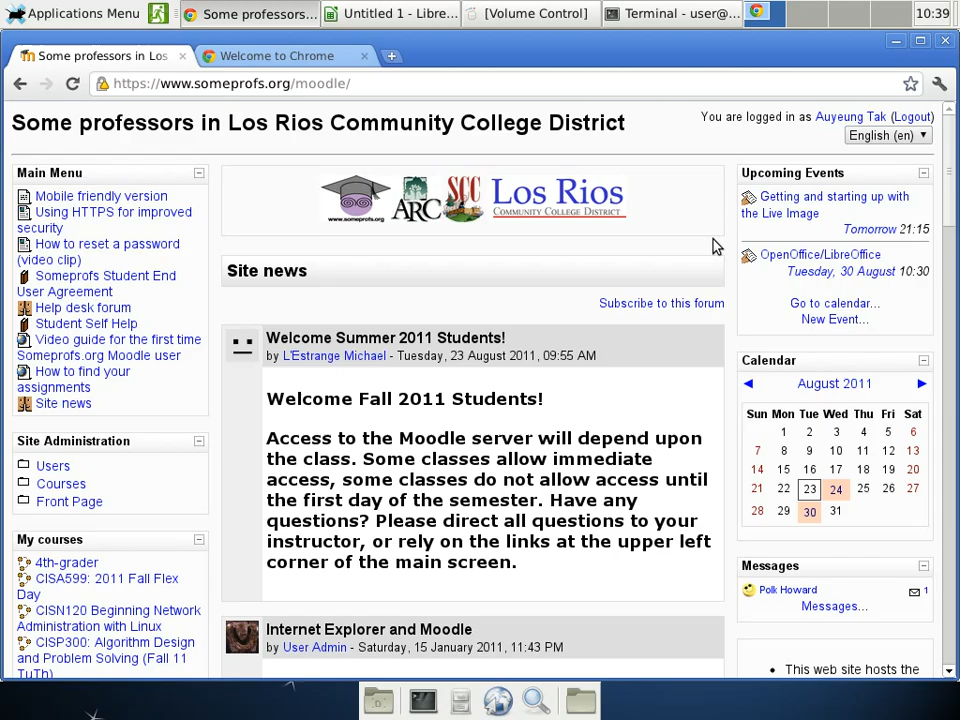 Applications Menu
Some professors...
Untitled 1 - Libre...
[Volume Control]
Terminal - user@...
10:39
Some professors in Los
Welcome to Chrome
https://www.someprofs.org/moodle/
Some professors in Los Rios Community College District
You are logged in as Auyeung Tak (Logout)
English (en)
Main Menu
Mobile friendly version
Using HTTPS for improved
security
How to reset a password
(video clip)
Someprofs Student End
User Agreement
Help desk forum
Student Self Help
Video guide for the first time
Someprofs.org Moodle user
How to find your
assignments
Site news
Site Administration
Users
Courses
Front Page
My courses
4th-grader
CISA599: 2011 Fall Flex
Day
CISN120 Beginning Network
Administration with Linux
CISP300: Algorithm Design
and Problem Solving (Fall 11
TuTh)
www.someprofs.org
ARC
SCC
Los Rios
COMMUNITY COLLEGE DISTRICT
Site news
Subscribe to this forum
Welcome Summer 2011 Students!
by L'Estrange Michael - Tuesday, 23 August 2011, 09:55 AM
Welcome Fall 2011 Students!
Access to the Moodle server will depend upon
the class. Some classes allow immediate
access, some classes do not allow access until
the first day of the semester. Have any
questions? Please direct all questions to your
instructor, or rely on the links at the upper left
corner of the main screen.
Internet Explorer and Moodle
by User Admin - Saturday, 15 January 2011, 11:43 PM
Upcoming Events
Getting and starting up with
the Live Image
Tomorrow 21:15
OpenOffice/LibreOffice
Tuesday, 30 August 10:30
Go to calendar...
New Event...
Calendar
August 2011
Sun Mon Tue Wed Thu Fri Sat
1 2 3 4 5 6
7 8 9 10 11 12 13
14 15 16 17 18 19 20
21 22 23 24 25 26 27
28 29 30 31
Messages
Polk Howard 1
Messages...
This web site hosts the